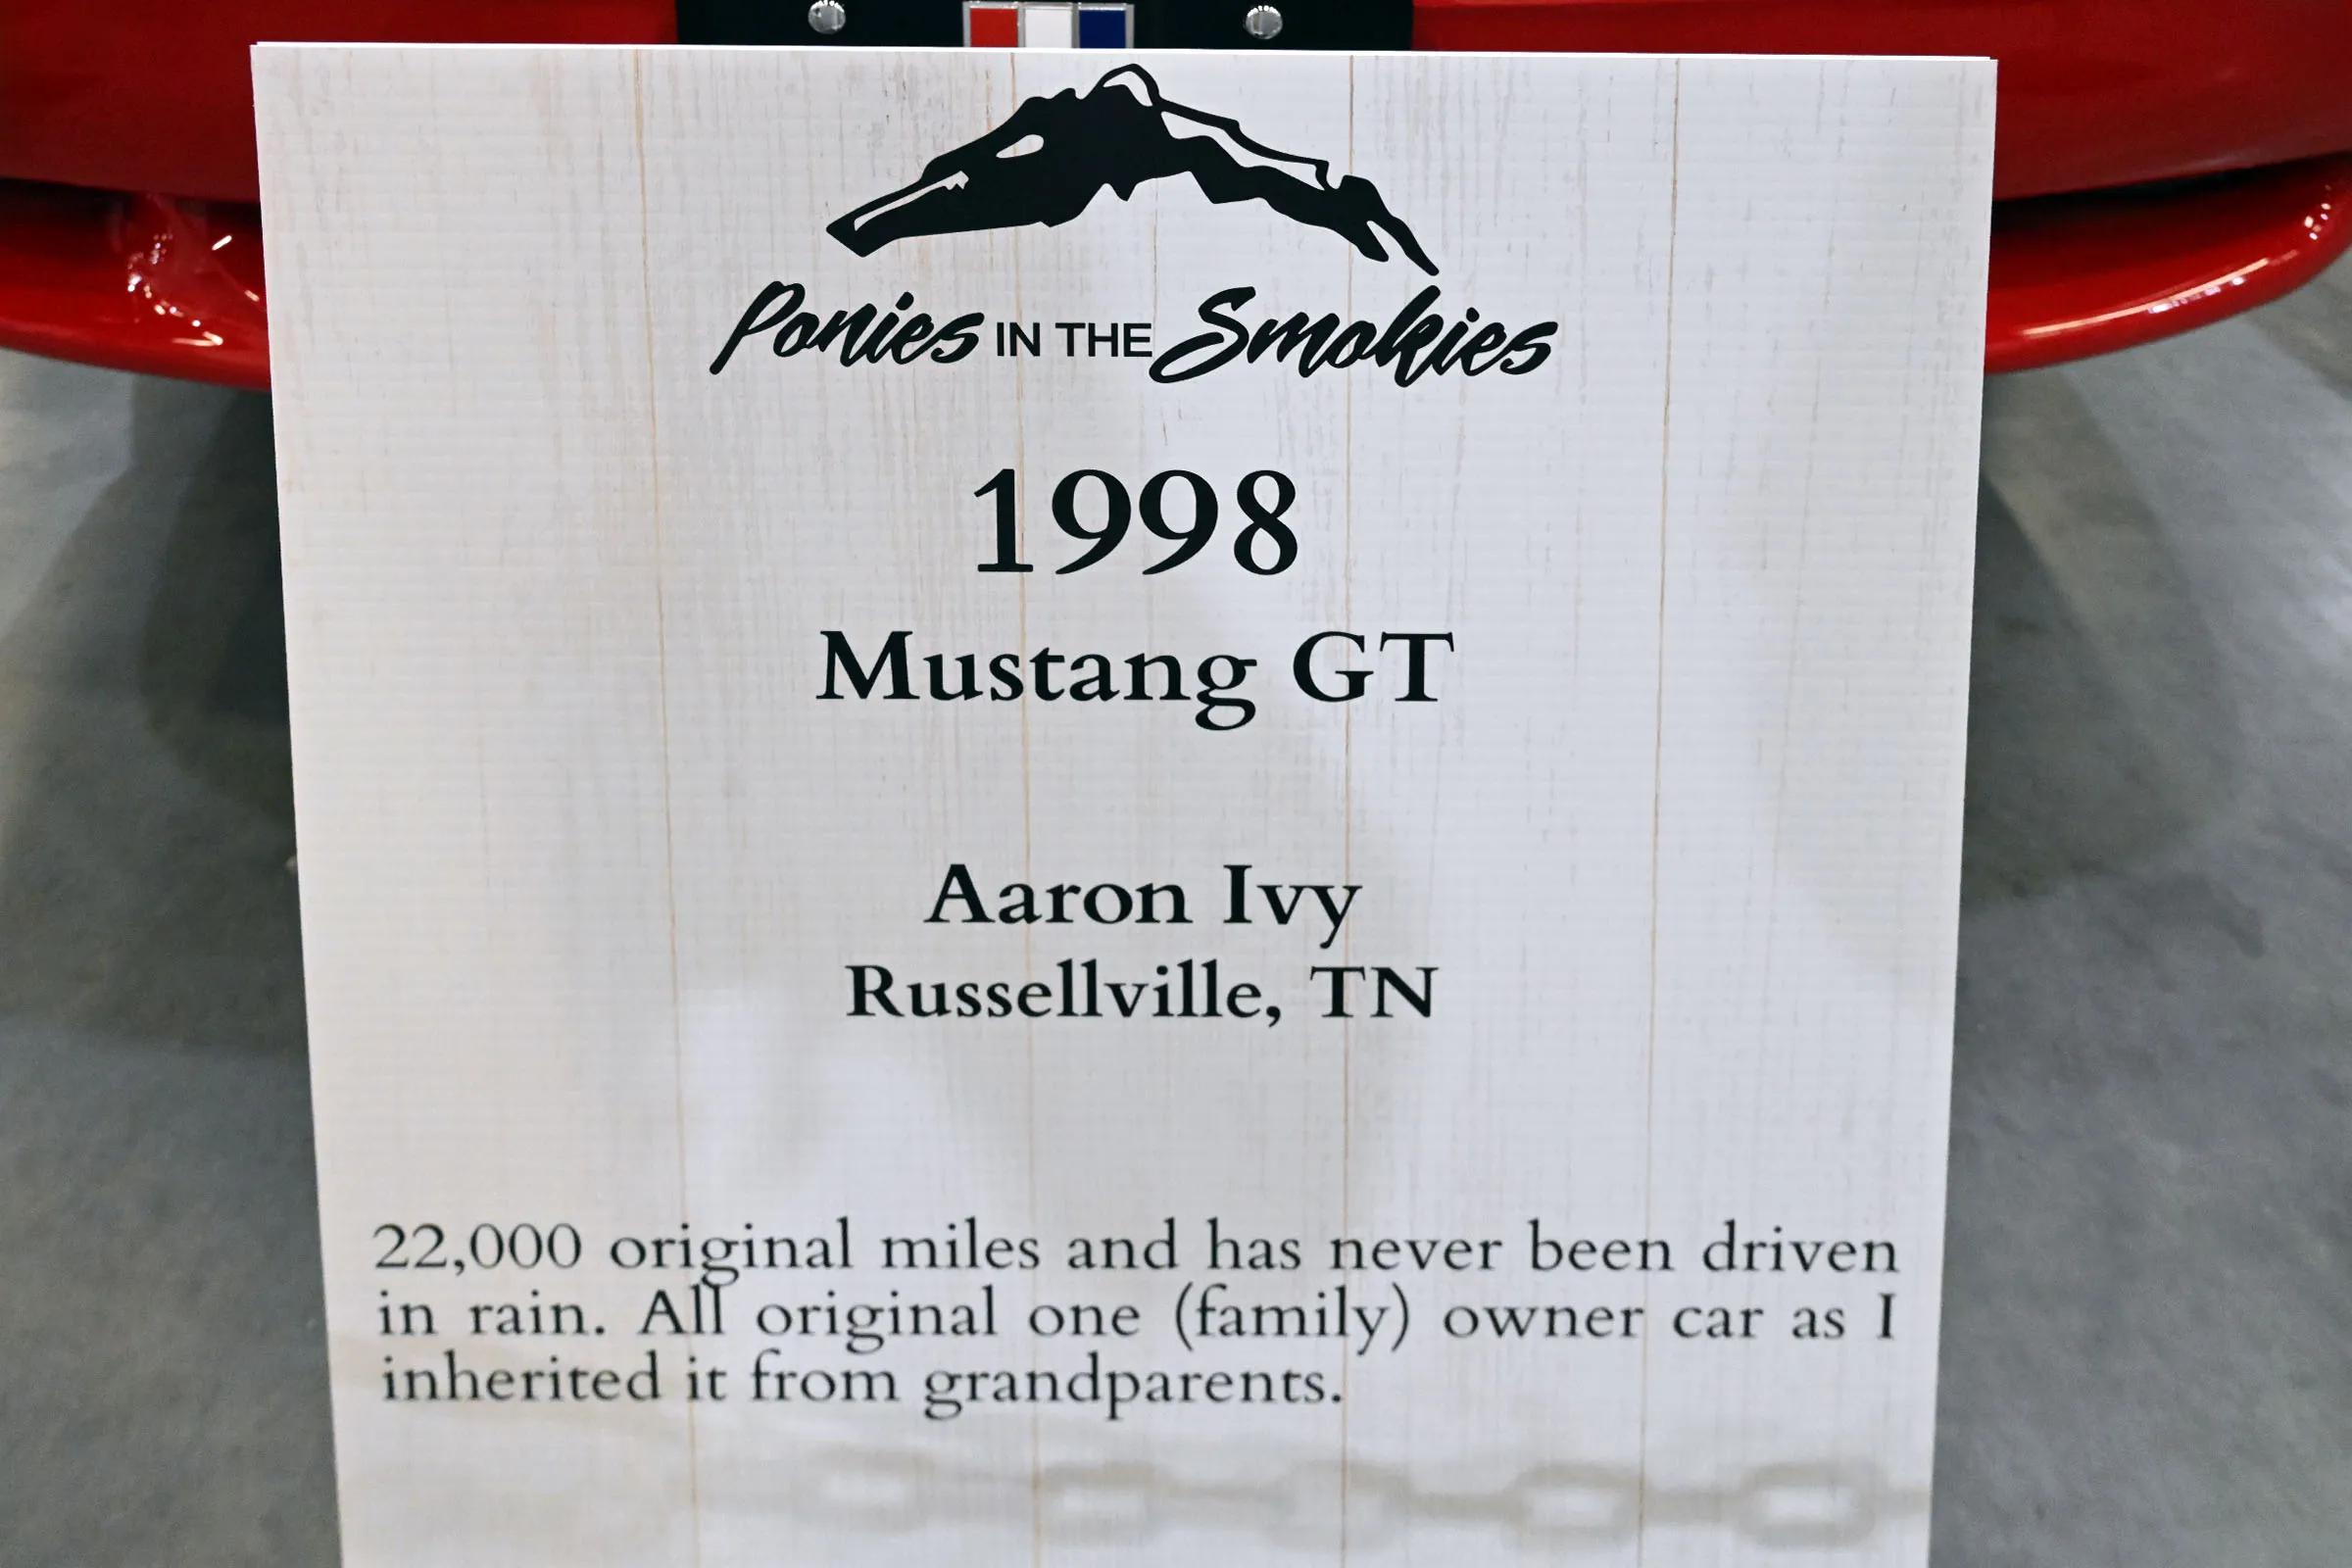 Ponies IN THE Smokies
1998
Mustang GT
Aaron Ivy
Russellville, TN
22,000 original miles and has never been driven
in rain. All original one (family) owner car as I
inherited it from grandparents.